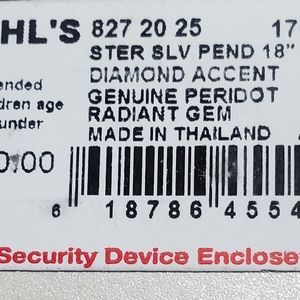 HL'S 827 20 25 17
STER SLV PEND 18"
DIAMOND ACCENT
GENUINE PERIDOT
RADIANT GEM
MADE IN THAILAND
ended
dren age
under
0.00
6 18786 4554
Security Device Enclose